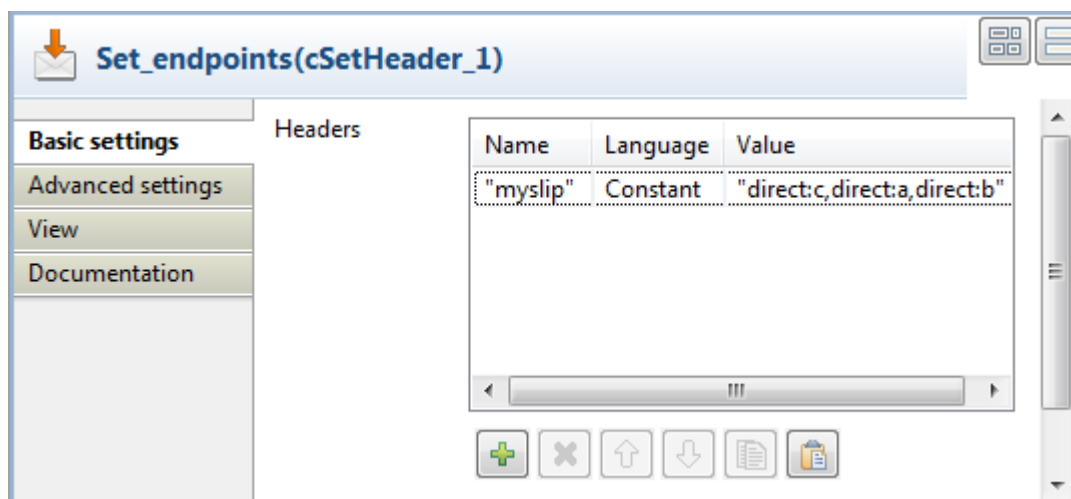 Set_endpoints(cSetHeader_1)
Basic settings
Advanced settings
View
Documentation
Headers
Name Language Value
"myslip" Constant "direct:c,direct:a,direct:b"